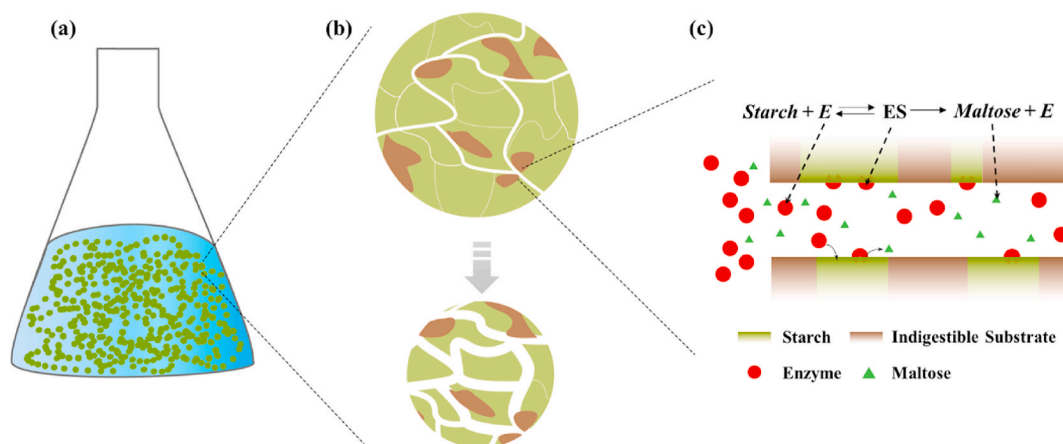 (a)
(b)
(c)
Starch + E ⇌ ES → Maltose + E
Starch
Indigestible Substrate
Enzyme
Maltose